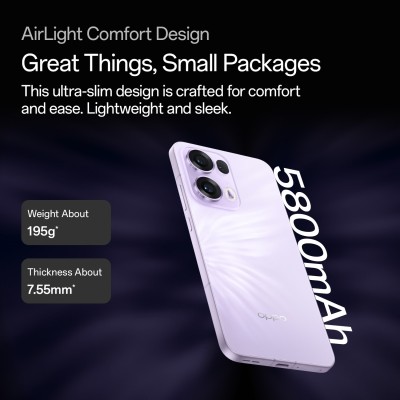 AirLight Comfort Design
Great Things, Small Packages
This ultra-slim design is crafted for comfort
and ease. Lightweight and sleek.
Weight About
195g*
Thickness About
7.55mm*
5800mAh
oppo